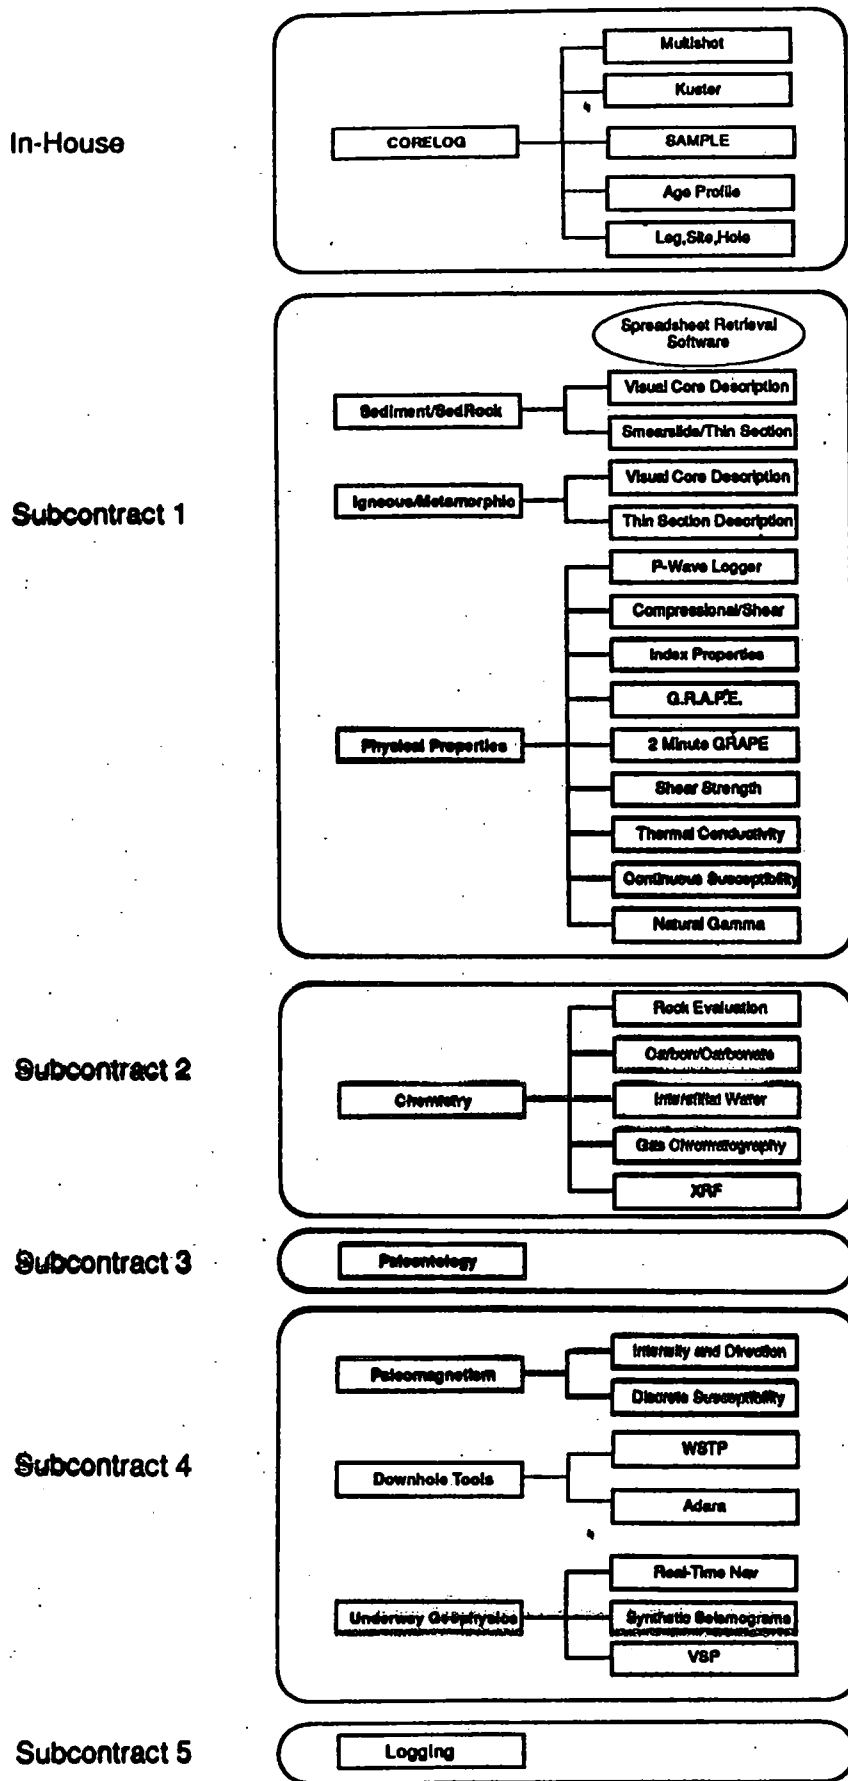 In-House
CORELOG
Multishot
Kuster
SAMPLE
Age Profile
Leg,Site,Hole
Subcontract 1
Spreadsheet Retrieval
Software
Sediment/SedRock
Visual Core Description
Smearslide/Thin Section
Igneous/Metamorphic
Visual Core Description
Thin Section Description
Physical Properties
P-Wave Logger
Compressional/Shear
Index Properties
G.R.A.P.E.
2 Minute GRAPE
Shear Strength
Thermal Conductivity
Continuous Susceptibility
Natural Gamma
Subcontract 2
Chemistry
Rock Evaluation
Carbon/Carbonate
Interstitial Water
Gas Chromatography
XRF
Subcontract 3
Paleontology
Subcontract 4
Paleomagnetism
Intensity and Direction
Discrete Susceptibility
Downhole Tools
WSTP
Adara
Underway Geophysics
Real-Time Nav
Synthetic Seismograms
VSP
Subcontract 5
Logging